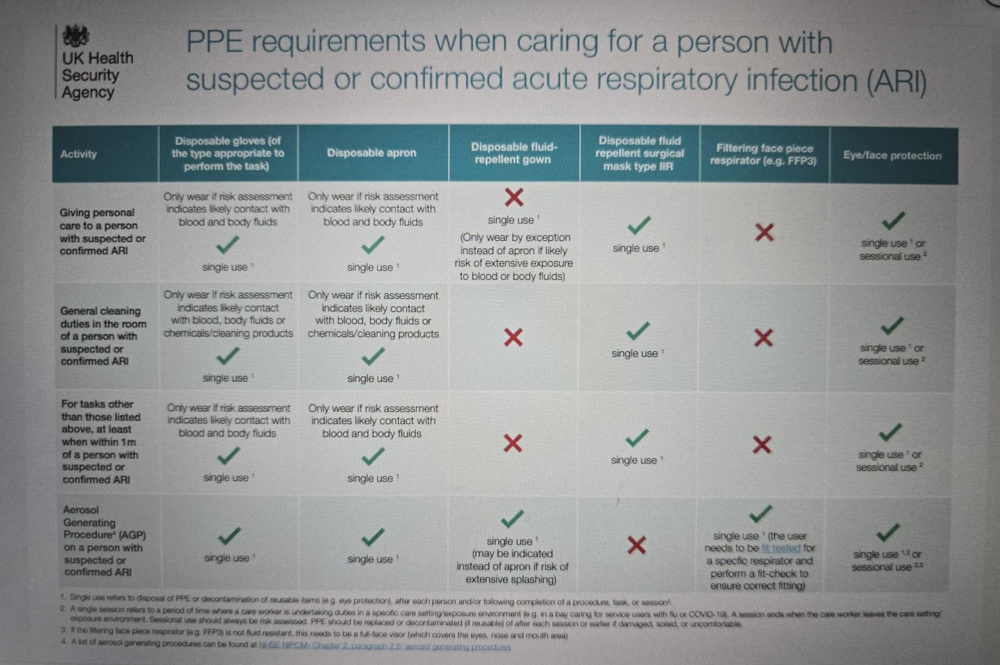 UK Health
Security
Agency
PPE requirements when caring for a person with
suspected or confirmed acute respiratory infection (ARI)
Activity
Disposable gloves (of
the type appropriate to
perform the task)
Disposable apron
Disposable fluid-
repellent gown
Disposable fluid
repellent surgical
mask type IIR
Filtering face piece
respirator (e.g. FFP3)
Eye/face protection
Giving personal
care to a person
with suspected or
confirmed ARI
Only wear if risk assessment
indicates likely contact with
blood and body fluids
single use ¹
Only wear if risk assessment
indicates likely contact with
blood and body fluids
single use ¹
single use ¹
(Only wear by exception
instead of apron if likely
risk of extensive exposure
to blood or body fluids)
single use ¹
single use ¹ or
sessional use ²
General cleaning
duties in the room
of a person with
suspected or
confirmed ARI
Only wear if risk assessment
indicates likely contact
with blood, body fluids or
chemicals/cleaning products
single use ¹
Only wear if risk assessment
indicates likely contact
with blood, body fluids or
chemicals/cleaning products
single use ¹
single use ¹
single use ¹ or
sessional use ²
For tasks other
than those listed
above, at least
when within 1m
of a person with
suspected or
confirmed ARI
Only wear if risk assessment
indicates likely contact with
blood and body fluids
single use ¹
Only wear if risk assessment
indicates likely contact with
blood and body fluids
single use ¹
single use ¹
single use ¹ or
sessional use ²
Aerosol
Generating
Procedure⁴ (AGP)
on a person with
suspected or
confirmed ARI
single use ¹
single use ¹
single use ¹
(may be indicated
instead of apron if risk of
extensive splashing)
single use ¹ (the user
needs to be fit tested for
a specfic respirator and
perform a fit-check to
ensure correct fitting)
single use ¹·³ or
sessional use ²·³
1. Single use refers to disposal of PPE or decontamination of reusable items (e.g. eye protection), after each person and/or following completion of a procedure, task, or session².
2. A single session refers to a period of time where a care worker is undertaking duties in a specific care setting/exposure environment (e.g. in a bay caring for service users with flu or COVID-19). A session ends when the care worker leaves the care setting/
exposure environment. Sessional use should always be risk assessed. PPE should be replaced or decontaminated (if reusable) of after each session or earlier if damaged, soiled, or uncomfortable.
3. If the filtering face piece respirator (e.g. FFP3) is not fluid resistant, this needs to be a full-face visor (which covers the eyes, nose and mouth area)
4. A list of aerosol generating procedures can be found at NHSE NIPCM- Chapter 2, paragraph 2.5: aerosol generating procedures